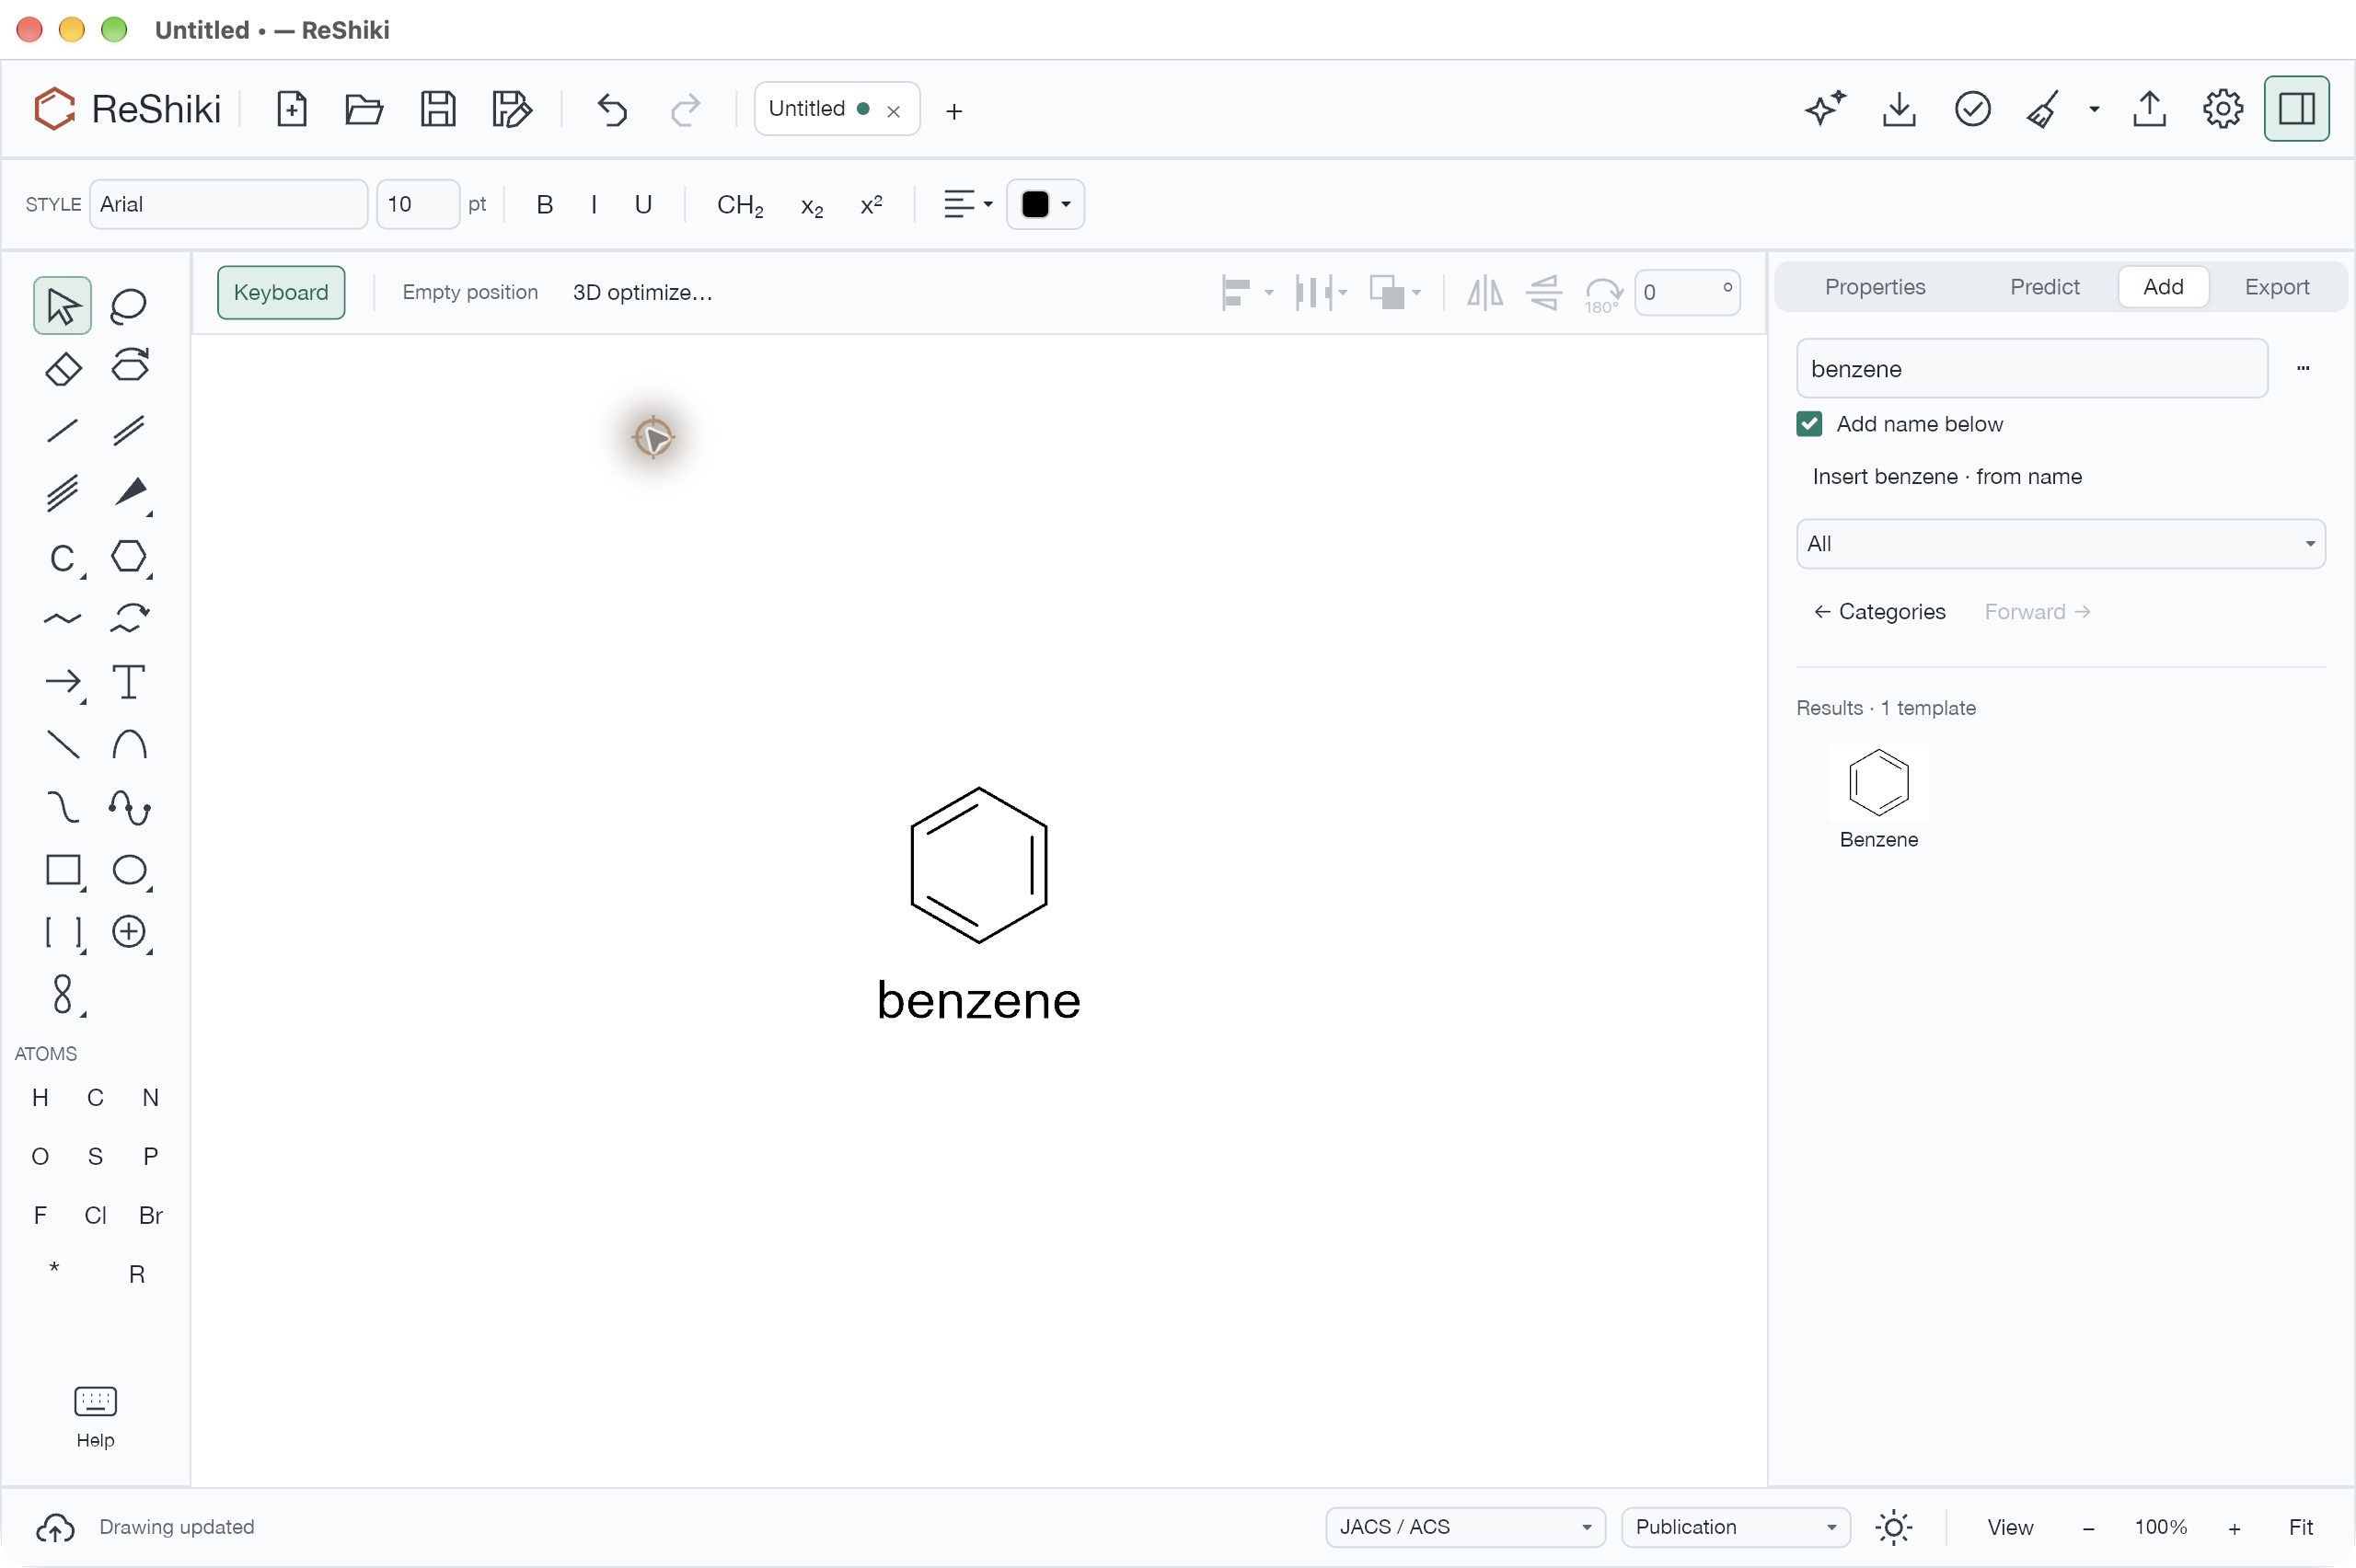 Untitled • — ReShiki
ReShiki
Untitled
STYLE Arial 10 pt B I U CH₂ x₂ x²
Keyboard Empty position 3D optimize... 180° 0 °
Properties Predict Add Export
benzene
Add name below
Insert benzene · from name
All
← Categories Forward →
Results · 1 template
Benzene
benzene
C
T
ATOMS
H C N
O S P
F Cl Br
* R
Help
Drawing updated JACS / ACS Publication View – 100% + Fit